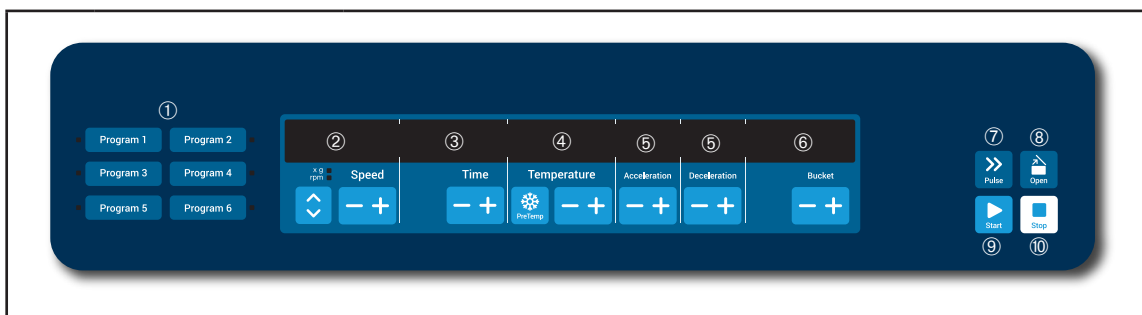 ①
Program 1 Program 2
Program 3 Program 4
Program 5 Program 6
② ③ ④ ⑤ ⑤ ⑥
x g
rpm
Speed Time Temperature Acceleration Deceleration Bucket
− + − + PreTemp − + − + − + − +
⑦ ⑧
Pulse Open
Start Stop
⑨ ⑩